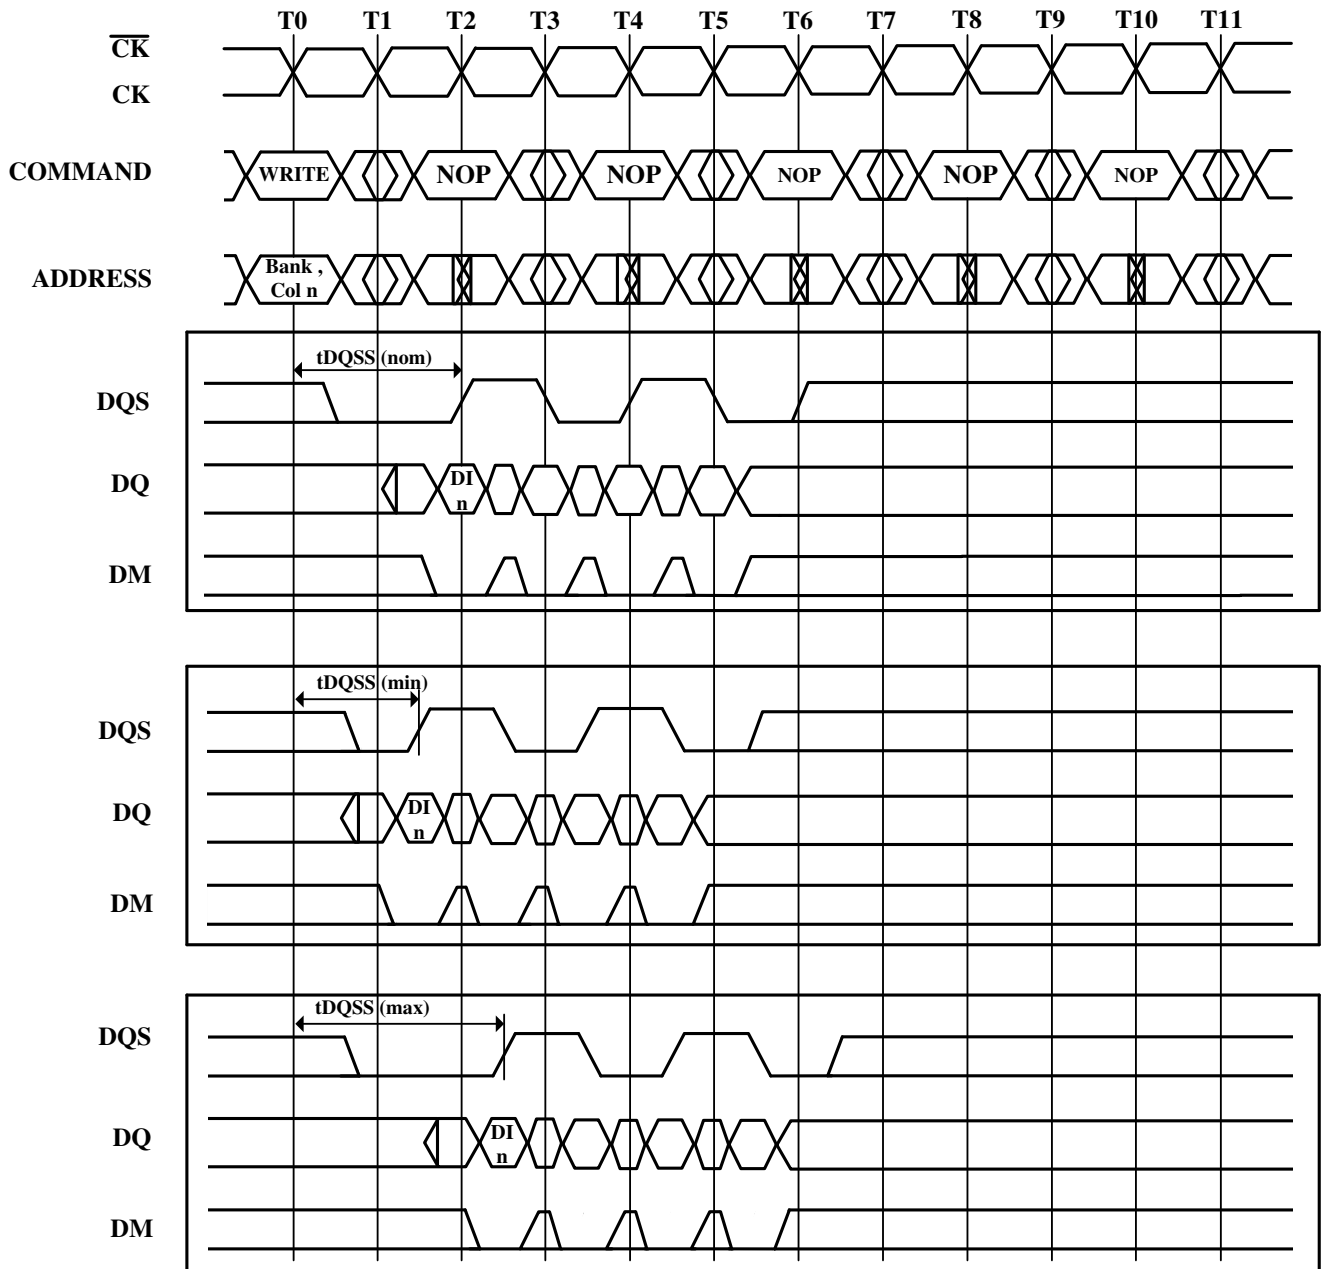 T0 T1 T2 T3 T4 T5 T6 T7 T8 T9 T10 T11
CK
CK
COMMAND WRITE NOP NOP NOP NOP NOP
ADDRESS Bank ,
Col n
tDQSS (nom)
DQS
DQ DI
n
DM
tDQSS (min)
DQS
DQ DI
n
DM
tDQSS (max)
DQS
DQ DI
n
DM